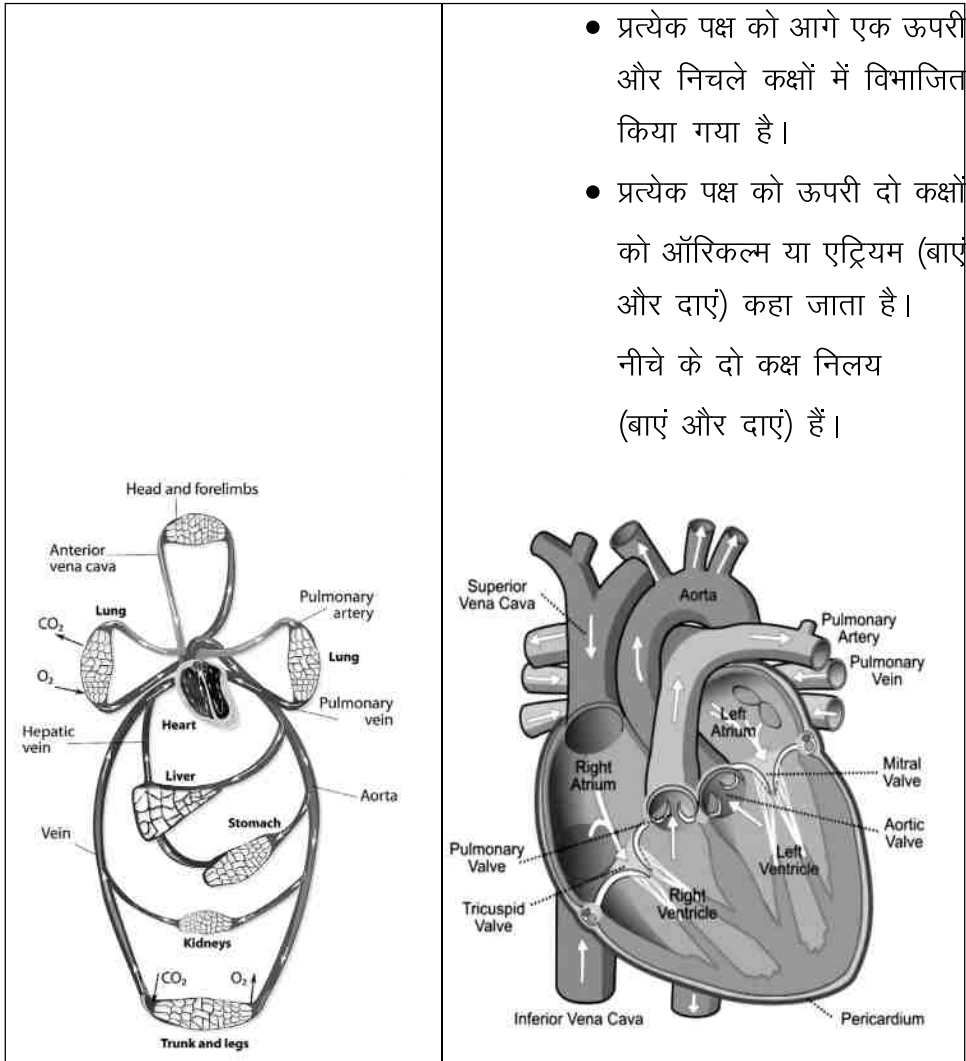 • प्रत्येक पक्ष को आगे एक ऊपरी
और निचले कक्षों में विभाजित
किया गया है।
• प्रत्येक पक्ष को ऊपरी दो कक्षों
को ऑरिकल्म या एट्रियम (बाएं
और दाएं) कहा जाता है।
नीचे के दो कक्ष निलय
(बाएं और दाएं) हैं।
Head and forelimbs
Anterior
vena cava
Pulmonary
artery
Lung
CO₂
O₂
Lung
Pulmonary
vein
Heart
Hepatic
vein
Liver
Aorta
Stomach
Vein
Kidneys
CO₂
O₂
Trunk and legs
Superior
Vena Cava
Aorta
Pulmonary
Artery
Pulmonary
Vein
Left
Atrium
Right
Atrium
Mitral
Valve
Aortic
Valve
Pulmonary
Valve
Left
Ventricle
Right
Ventricle
Tricuspid
Valve
Inferior Vena Cava
Pericardium